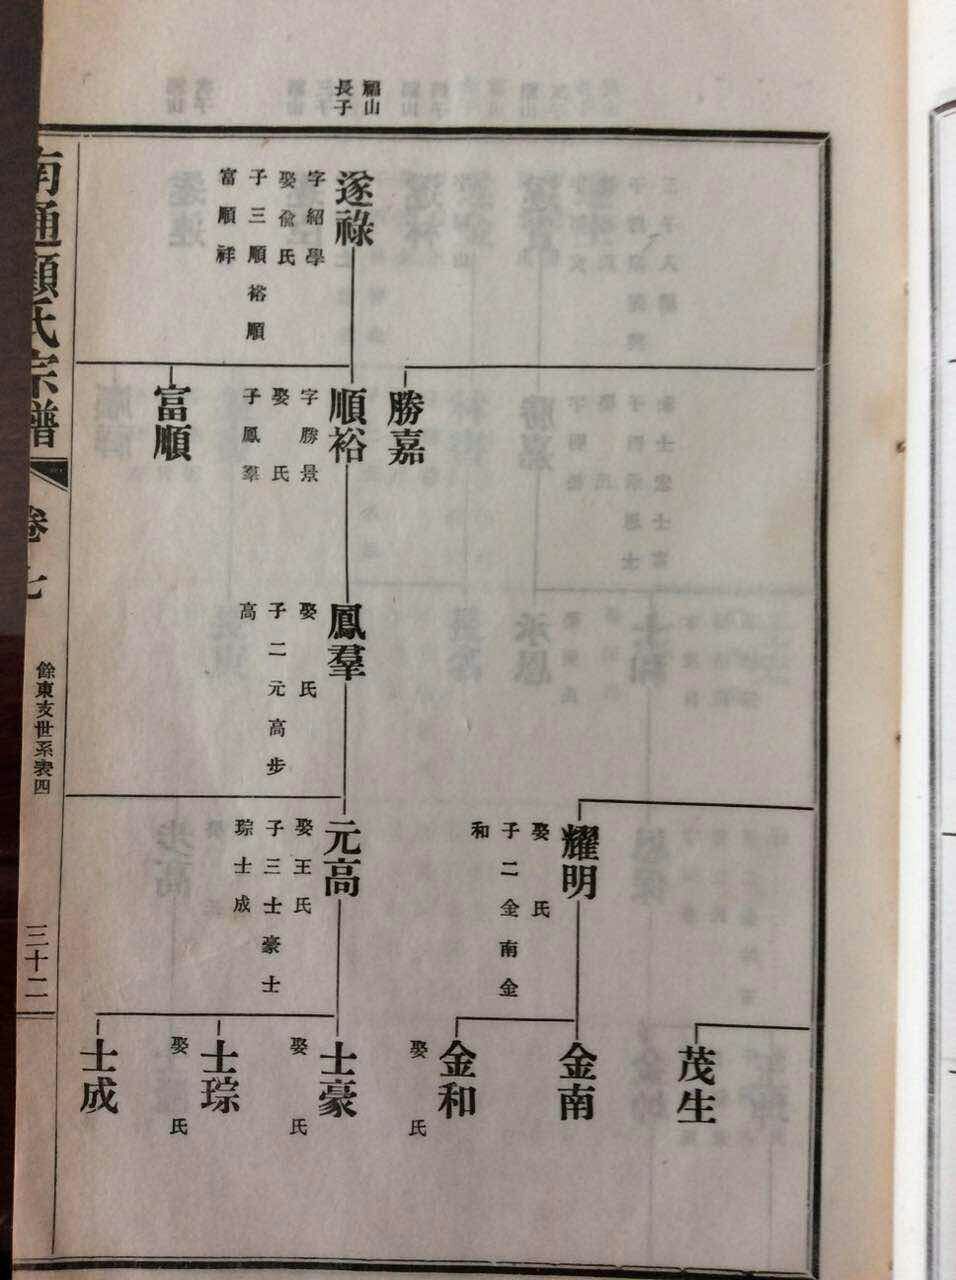 福山
長子
遂祿
字紹學
娶俞氏
子三順裕順
富順祥
勝嘉
順裕
字勝景
娶氏
子鳳羣
富順
鳳羣
娶氏
子二元高步
高
耀明
娶氏
子二金南金
和
元高
娶王氏
子三士豪士
琮士成
茂生
金南
金和
娶氏
士豪
娶氏
士琮
娶氏
士成
南通顧氏宗譜
卷七
餘東支世系表四
三十二